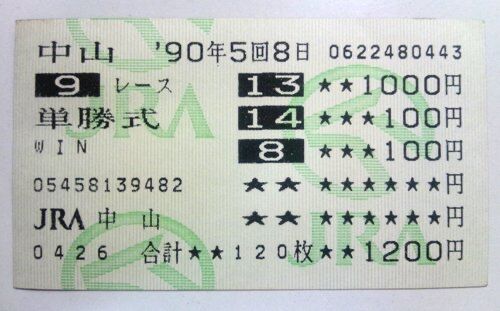 中山 '90年5回8日 0622480443
9 レース 13 ★★1000円
単勝式 14 ★★★100円
WIN 8 ★★★100円
05458139482 ★★ ★★★★★★円
JRA 中山 ★★ ★★★★★★円
0426 合計★★120枚★★1200円